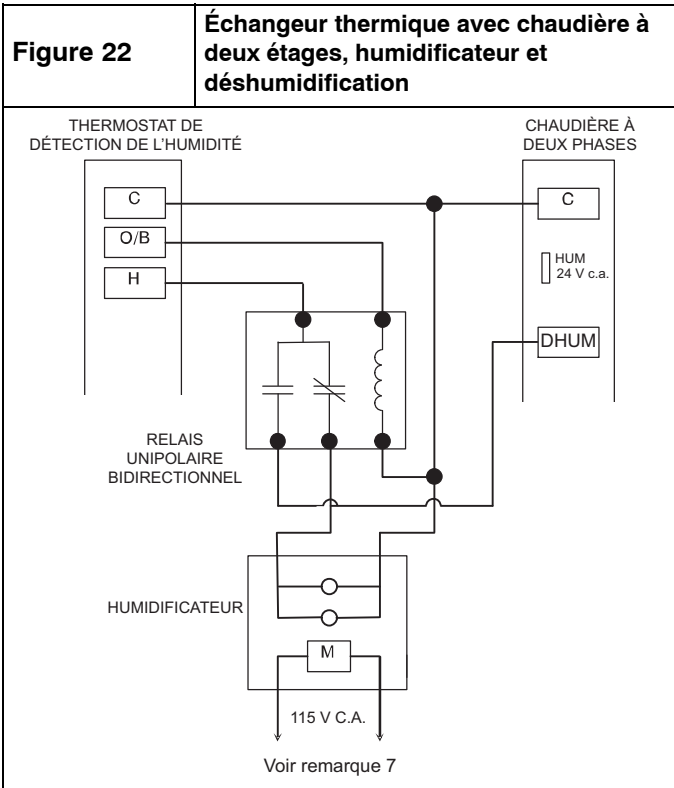 Figure 22
Échangeur thermique avec chaudière à
deux étages, humidificateur et
déshumidification
THERMOSTAT DE
DÉTECTION DE L'HUMIDITÉ
CHAUDIÈRE À
DEUX PHASES
C
C
O/B
H
HUM
24 V c.a.
DHUM
RELAIS
UNIPOLAIRE
BIDIRECTIONNEL
HUMIDIFICATEUR
M
115 V C.A.
Voir remarque 7